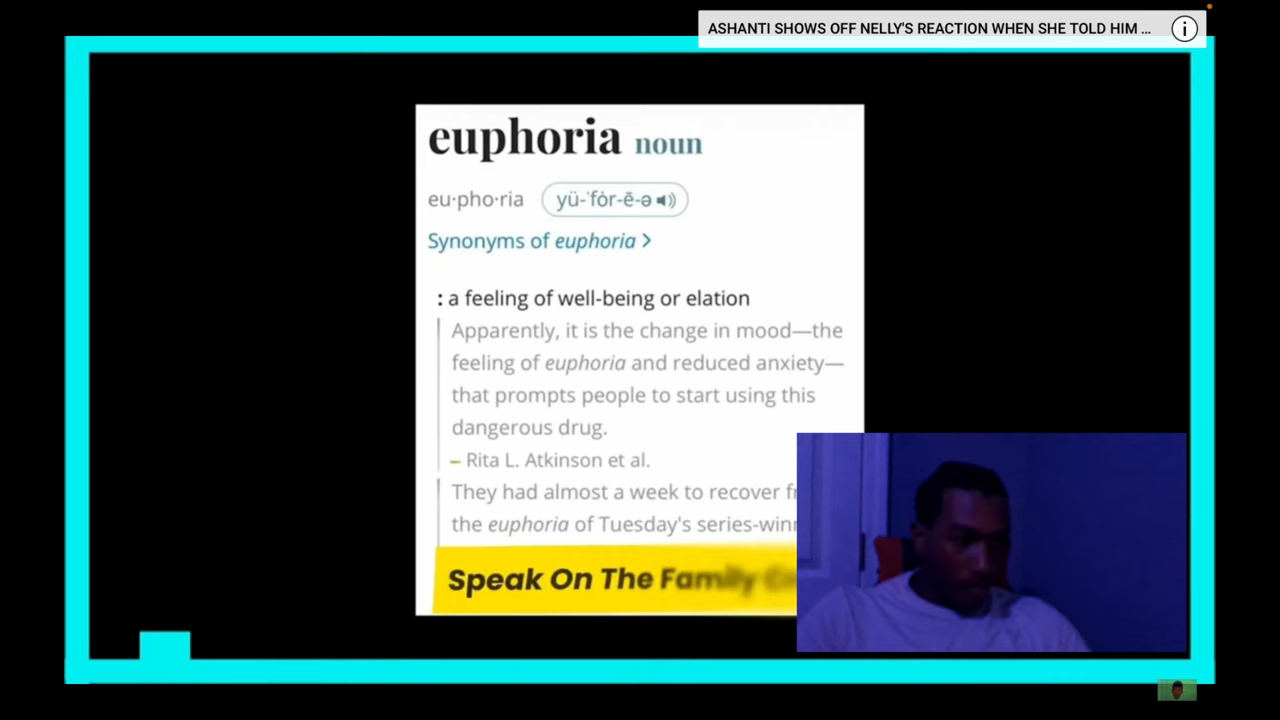 ASHANTI SHOWS OFF NELLY'S REACTION WHEN SHE TOLD HIM ...
euphoria noun
eu·pho·ria yü-ˈfȯr-ē-ə
Synonyms of euphoria >
: a feeling of well-being or elation
Apparently, it is the change in mood—the
feeling of euphoria and reduced anxiety—
that prompts people to start using this
dangerous drug.
– Rita L. Atkinson et al.
They had almost a week to recover
the euphoria of Tuesday's
Speak On The Family